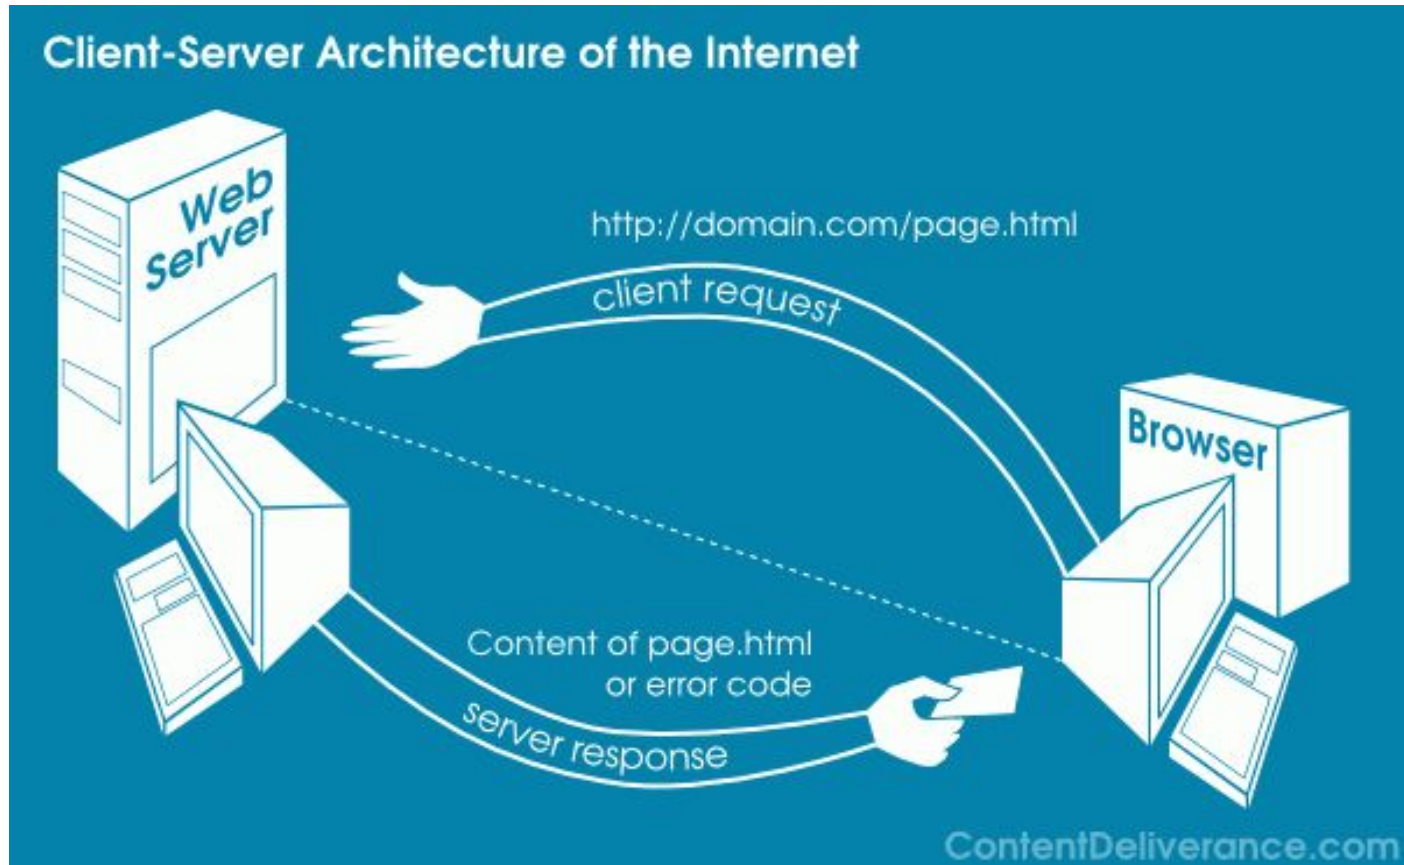 Client-Server Architecture of the Internet
Web
Server
http://domain.com/page.html
client request
Browser
Content of page.html
or error code
server response
ContentDeliverance.com